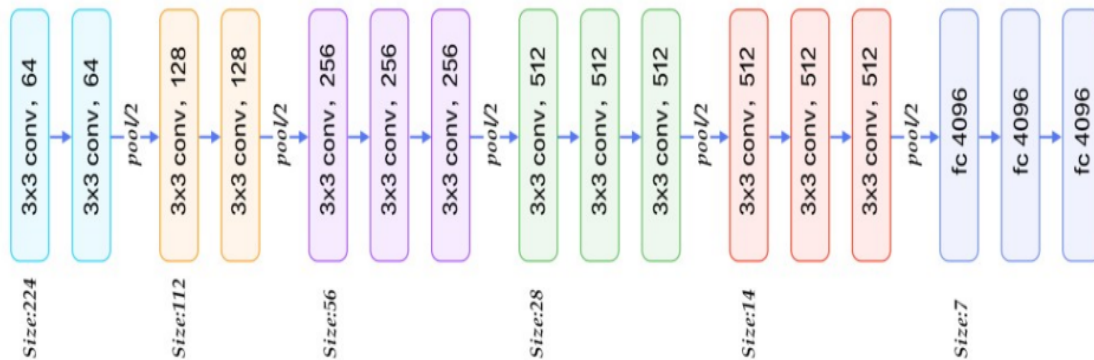 3x3 conv, 64
3x3 conv, 64
pool/2
3x3 conv, 128
3x3 conv, 128
pool/2
3x3 conv, 256
3x3 conv, 256
3x3 conv, 256
pool/2
3x3 conv, 512
3x3 conv, 512
3x3 conv, 512
pool/2
3x3 conv, 512
3x3 conv, 512
3x3 conv, 512
pool/2
fc 4096
fc 4096
fc 4096
Size:224
Size:112
Size:56
Size:28
Size:14
Size:7